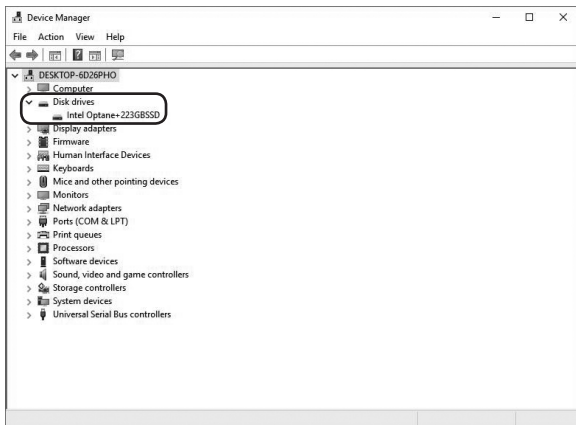 Device Manager
File Action View Help
DESKTOP-6D26PHO
Computer
Disk drives
Intel Optane+223GBSSD
Display adapters
Firmware
Human Interface Devices
Keyboards
Mice and other pointing devices
Monitors
Network adapters
Ports (COM & LPT)
Print queues
Processors
Software devices
Sound, video and game controllers
Storage controllers
System devices
Universal Serial Bus controllers